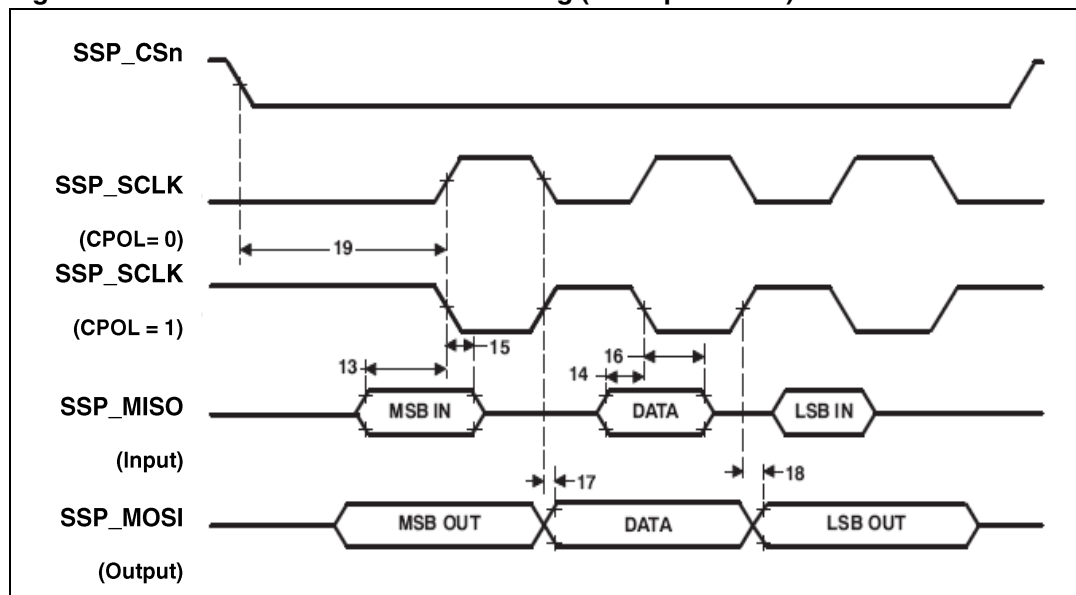 SSP_CSn
SSP_SCLK
(CPOL= 0)
19
SSP_SCLK
(CPOL = 1)
15
13
16
14
SSP_MISO
MSB IN
DATA
LSB IN
(Input)
17
18
SSP_MOSI
MSB OUT
DATA
LSB OUT
(Output)